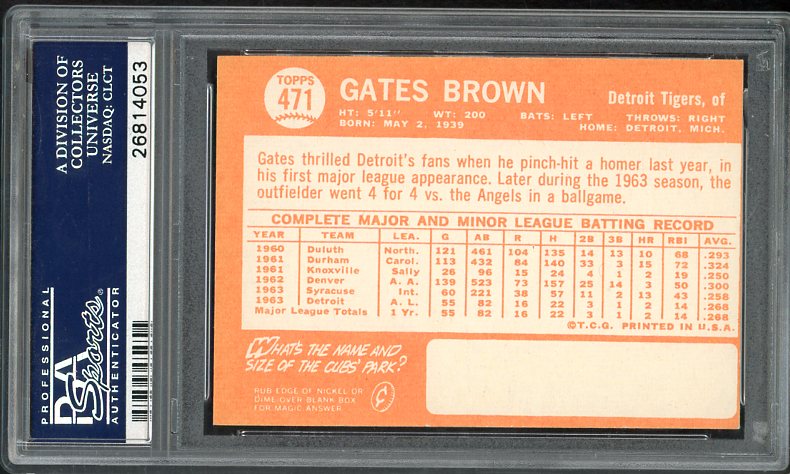 A DIVISION OF
COLLECTORS
UNIVERSE
NASDAQ: CLCT
26814053
PROFESSIONAL
PSA
Sports®
AUTHENTICATOR
TOPPS
471
GATES BROWN
Detroit Tigers, of
HT: 5'11" WT: 200 BATS: LEFT THROWS: RIGHT
BORN: MAY 2, 1939 HOME: DETROIT, MICH.
Gates thrilled Detroit's fans when he pinch-hit a homer last year, in
his first major league appearance. Later during the 1963 season, the
outfielder went 4 for 4 vs. the Angels in a ballgame.
COMPLETE MAJOR AND MINOR LEAGUE BATTING RECORD
YEAR TEAM LEA. G AB R H 2B 3B HR RBI AVG.
1960 Duluth North. 121 461 104 135 14 13 10 68 .293
1961 Durham Carol. 113 432 84 140 33 3 15 72 .324
1961 Knoxville Sally 26 96 15 24 4 1 2 19 .250
1962 Denver A. A. 139 523 73 157 25 14 3 50 .300
1963 Syracuse Int. 60 221 38 57 11 2 13 43 .258
1963 Detroit A. L. 55 82 16 22 3 1 2 14 .268
Major League Totals 1 Yr. 55 82 16 22 3 1 2 14 .268
©T.C.G. PRINTED IN U.S.A.
WHAT'S THE NAME AND
SIZE OF THE CUBS' PARK?
RUB EDGE OF NICKEL OR
DIME OVER BLANK BOX
FOR MAGIC ANSWER